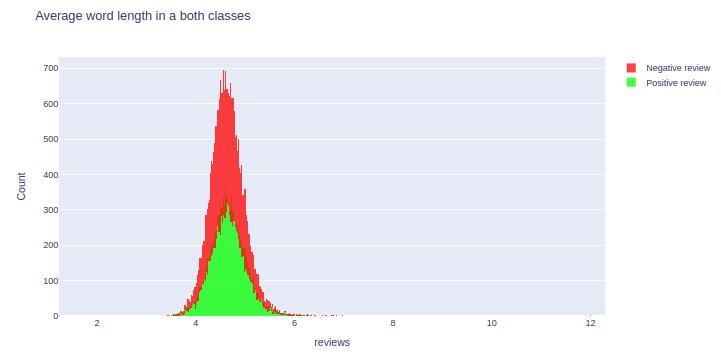 Average word length in a both classes
Negative review
Positive review
700
600
500
400
300
200
100
0
Count
2
4
6
8
10
12
reviews